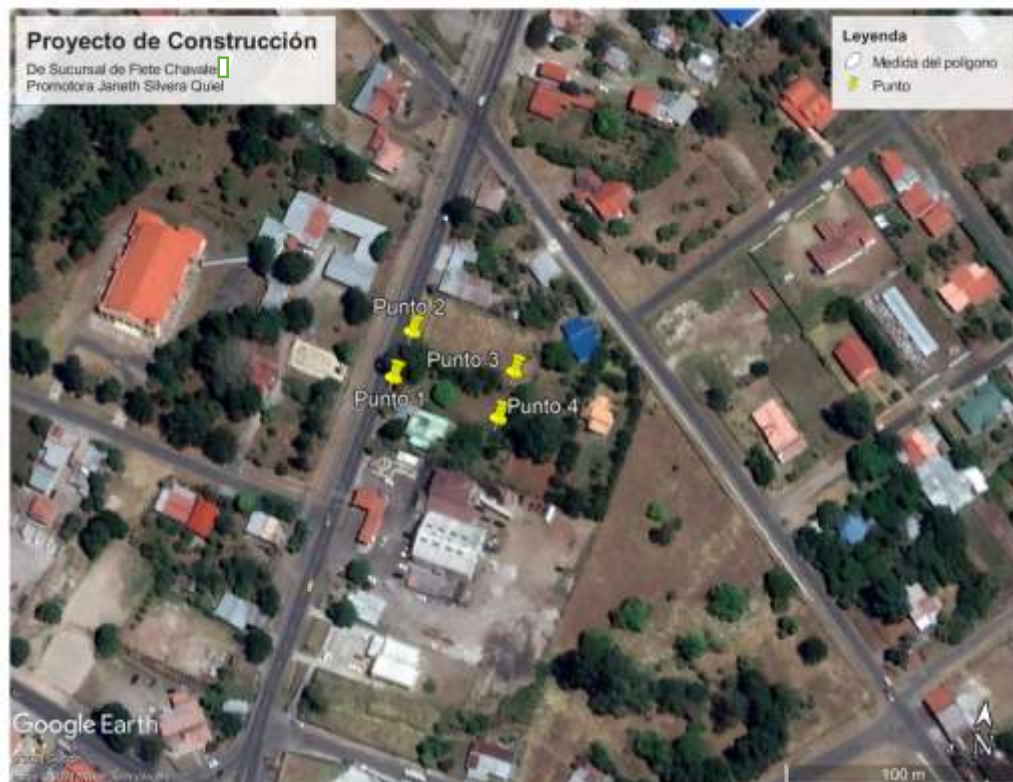 Proyecto de Construcción
De Sucursal de Flete Chavale
Promotora Janeth Silvera Quiel
Leyenda
Medida del polígono
Punto
Punto 2
Punto 3
Punto 1
Punto 4
Google Earth
N
100 m